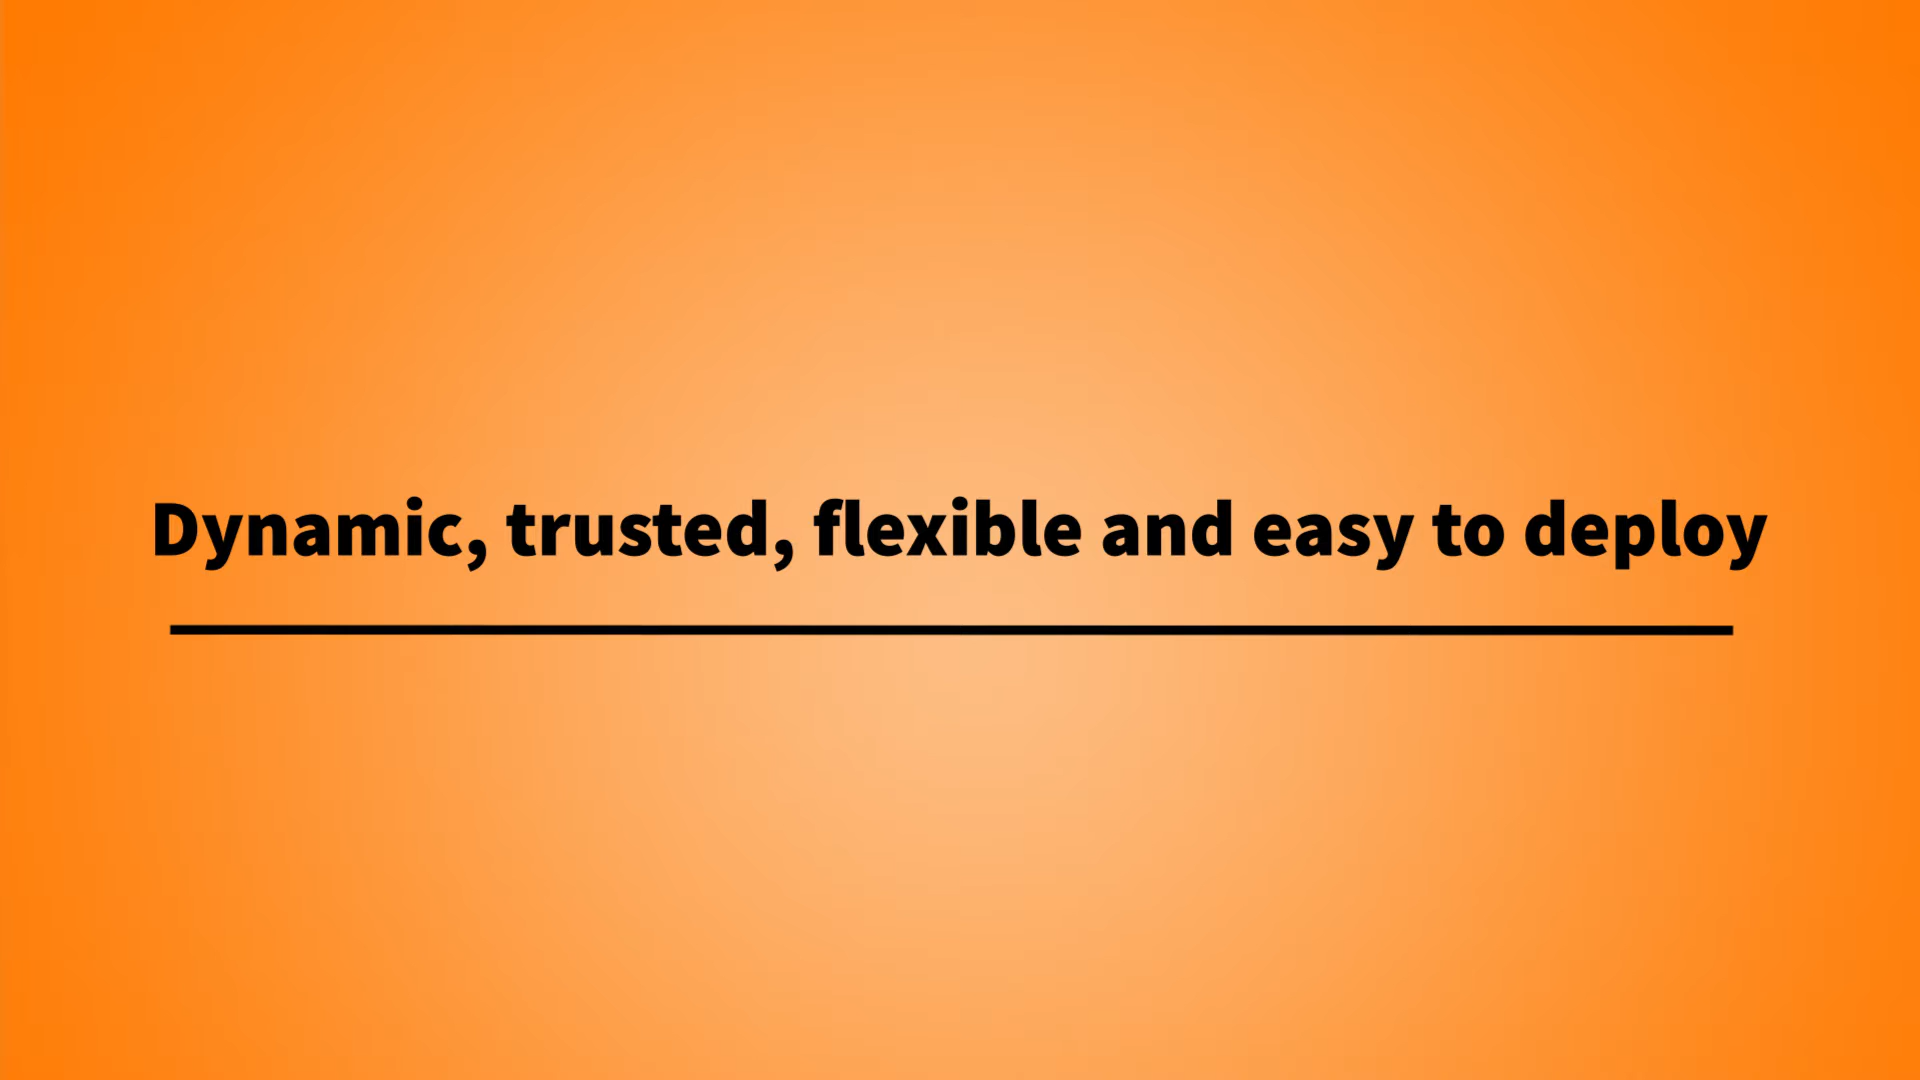 Dynamic, trusted, flexible and easy to deploy